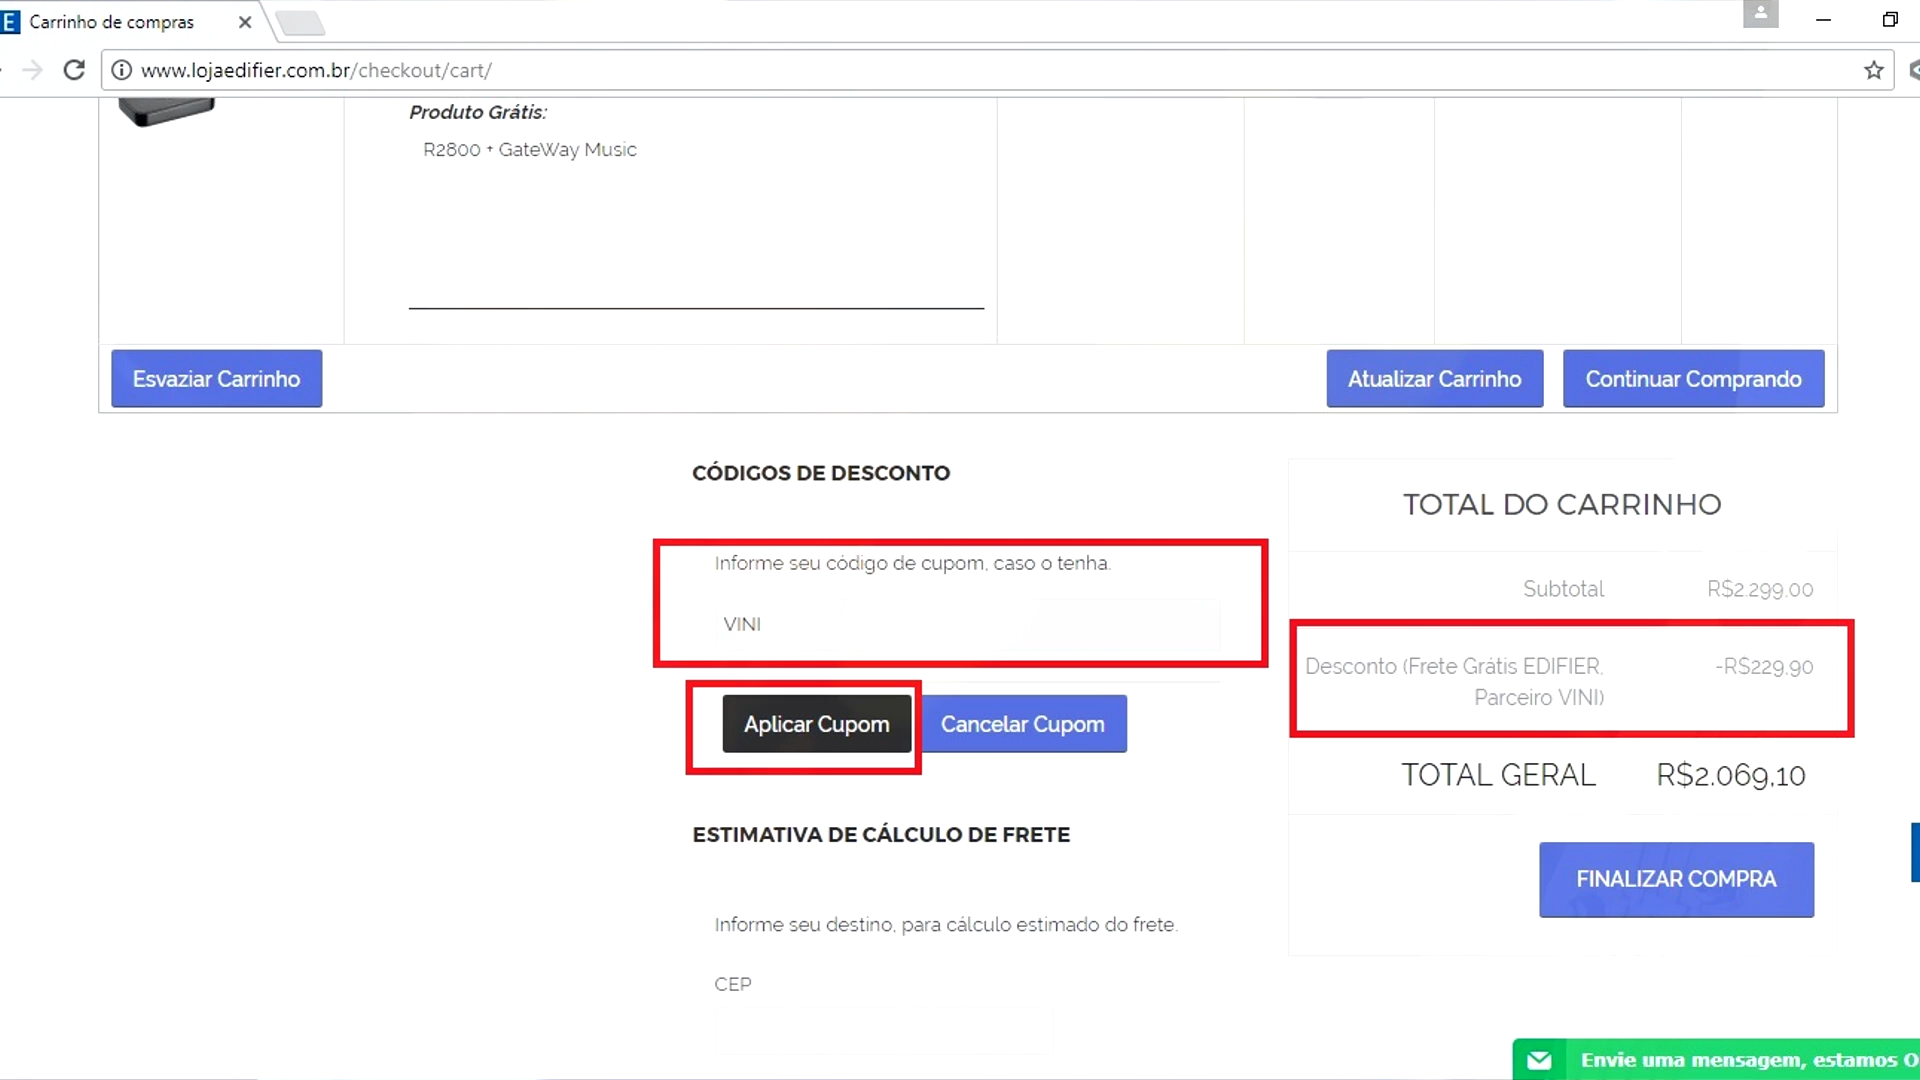 E Carrinho de compras
www.lojaedifier.com.br/checkout/cart/
Produto Grátis:
R2800 + GateWay Music
Esvaziar Carrinho
Atualizar Carrinho
Continuar Comprando
CÓDIGOS DE DESCONTO
Informe seu código de cupom, caso o tenha.
VINI
Aplicar Cupom
Cancelar Cupom
TOTAL DO CARRINHO
Subtotal R$2.299,00
Desconto (Frete Grátis EDIFIER, -R$229,90
Parceiro VINI)
TOTAL GERAL R$2.069,10
FINALIZAR COMPRA
ESTIMATIVA DE CÁLCULO DE FRETE
Informe seu destino, para cálculo estimado do frete.
CEP
Envie uma mensagem, estamos O